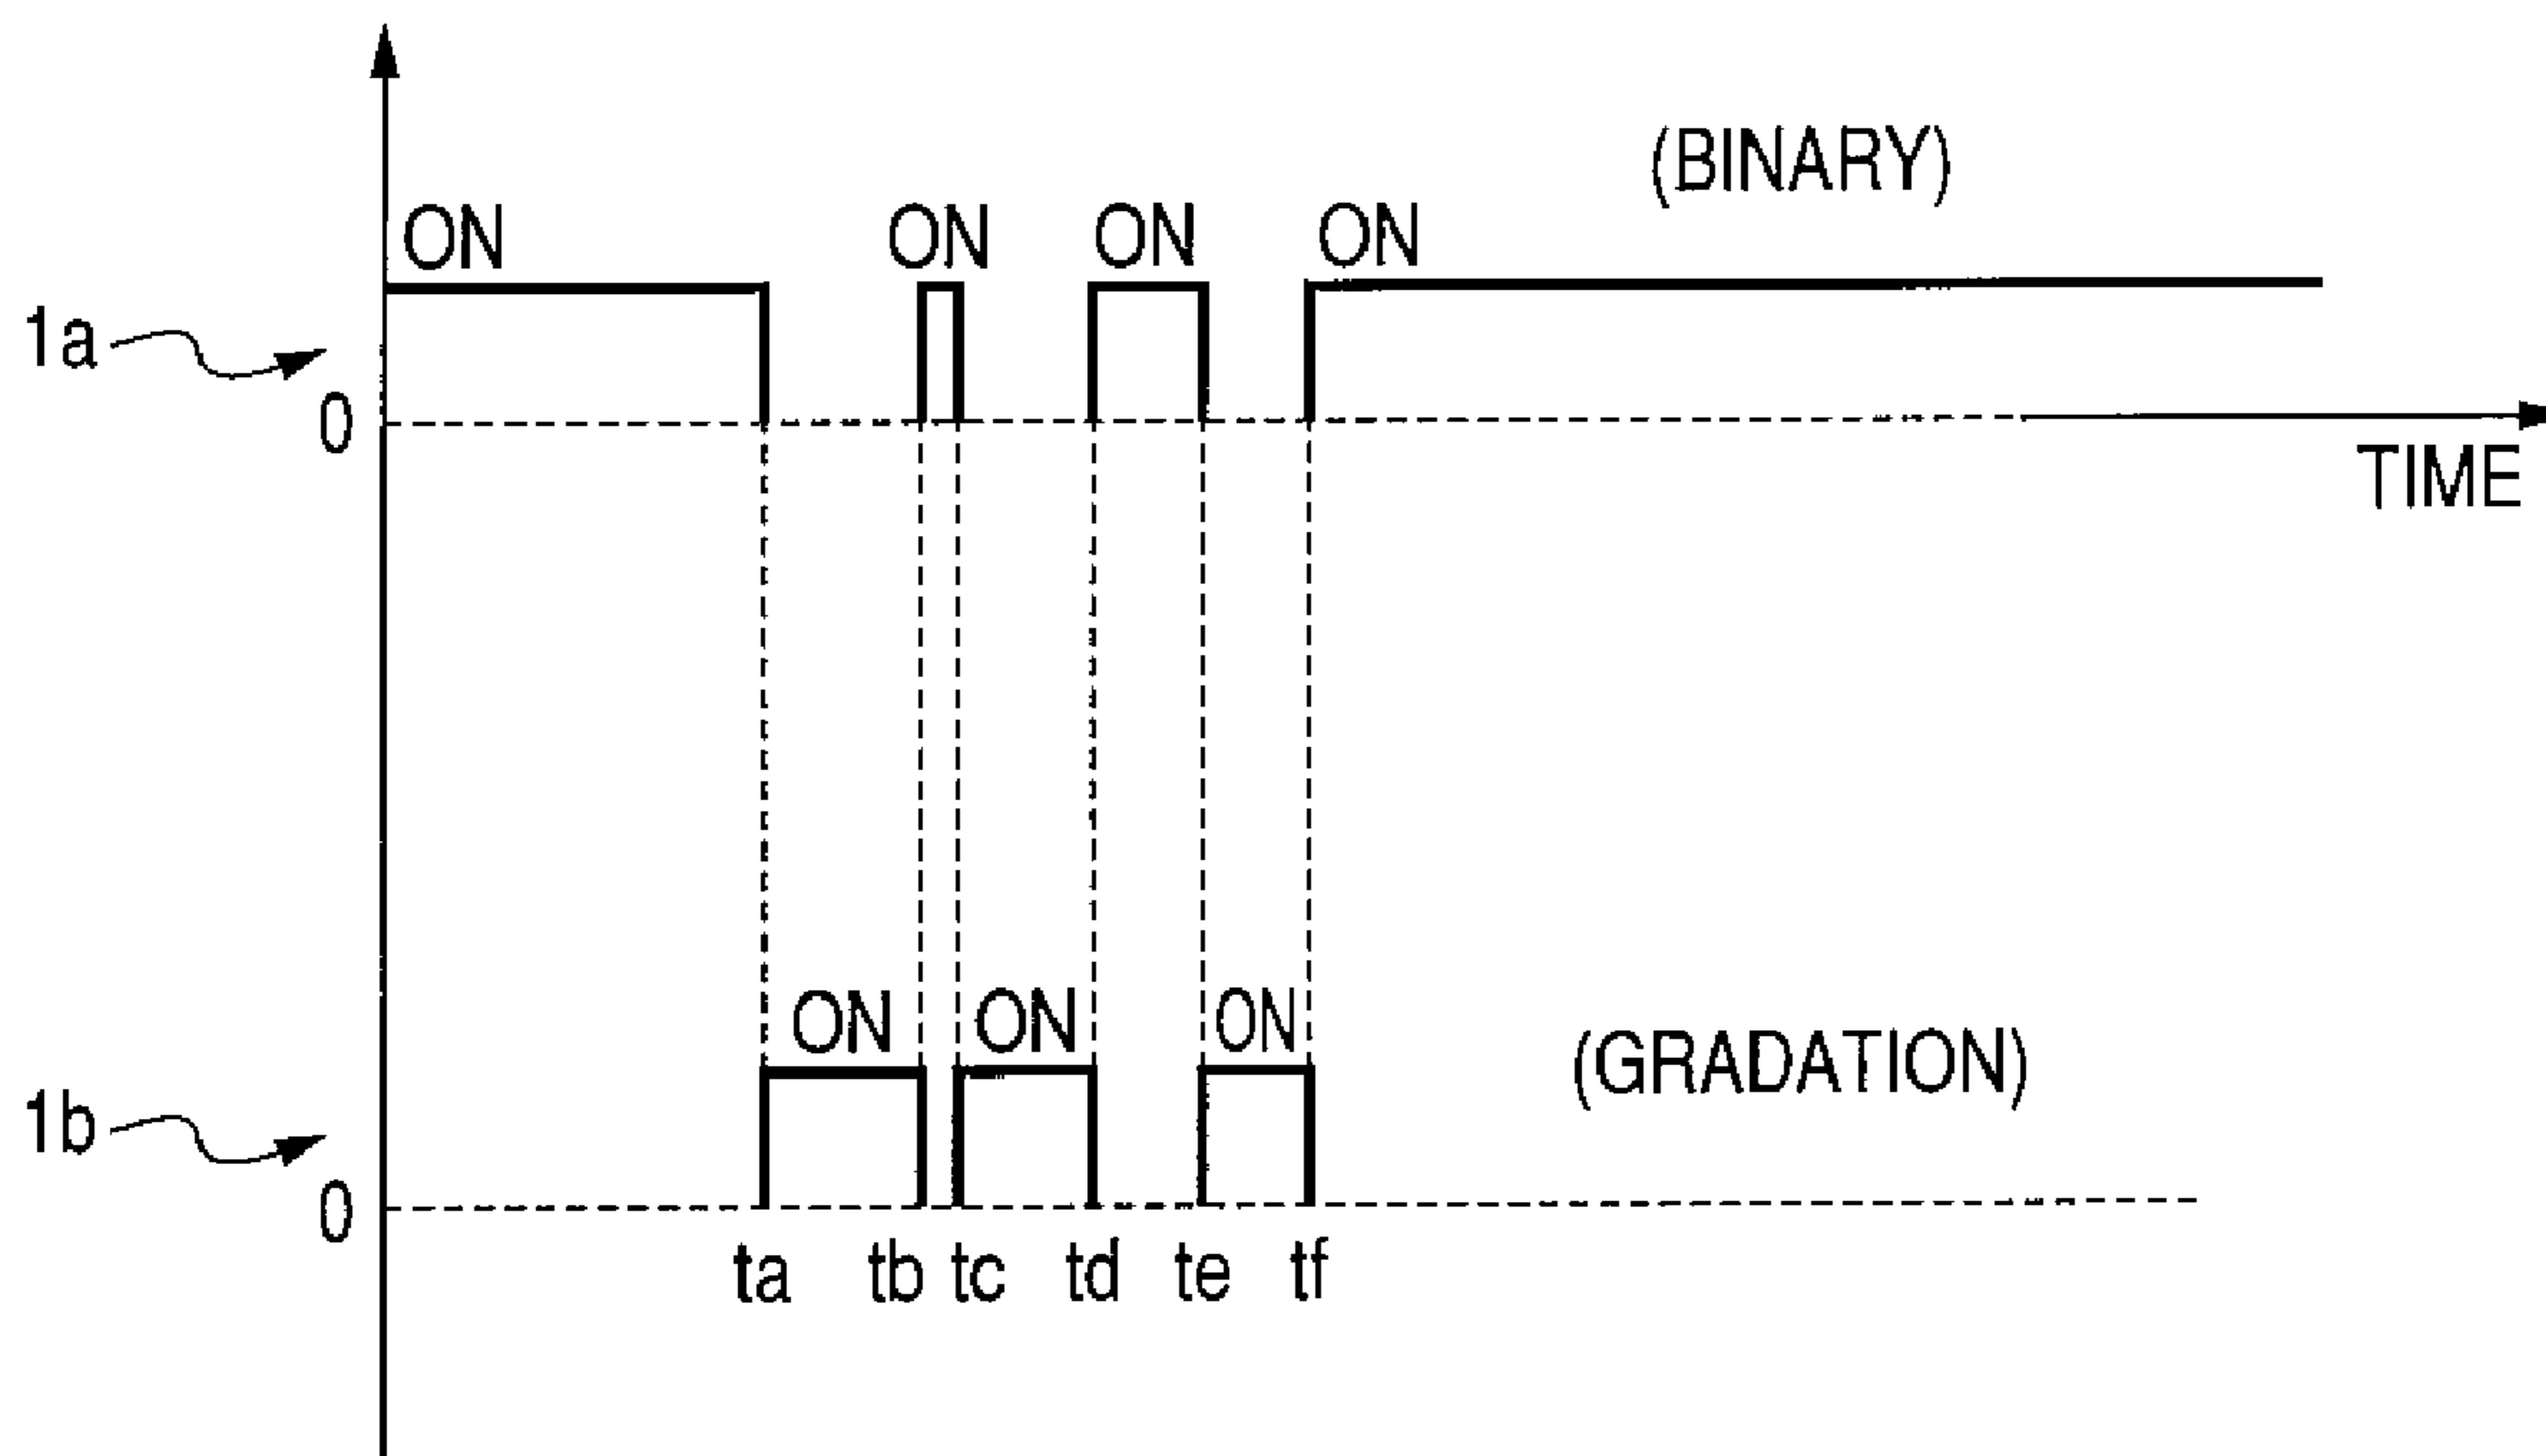 (BINARY)
ON ON ON ON
1a
0
TIME
ON ON ON
(GRADATION)
1b
0
ta tb tc td te tf